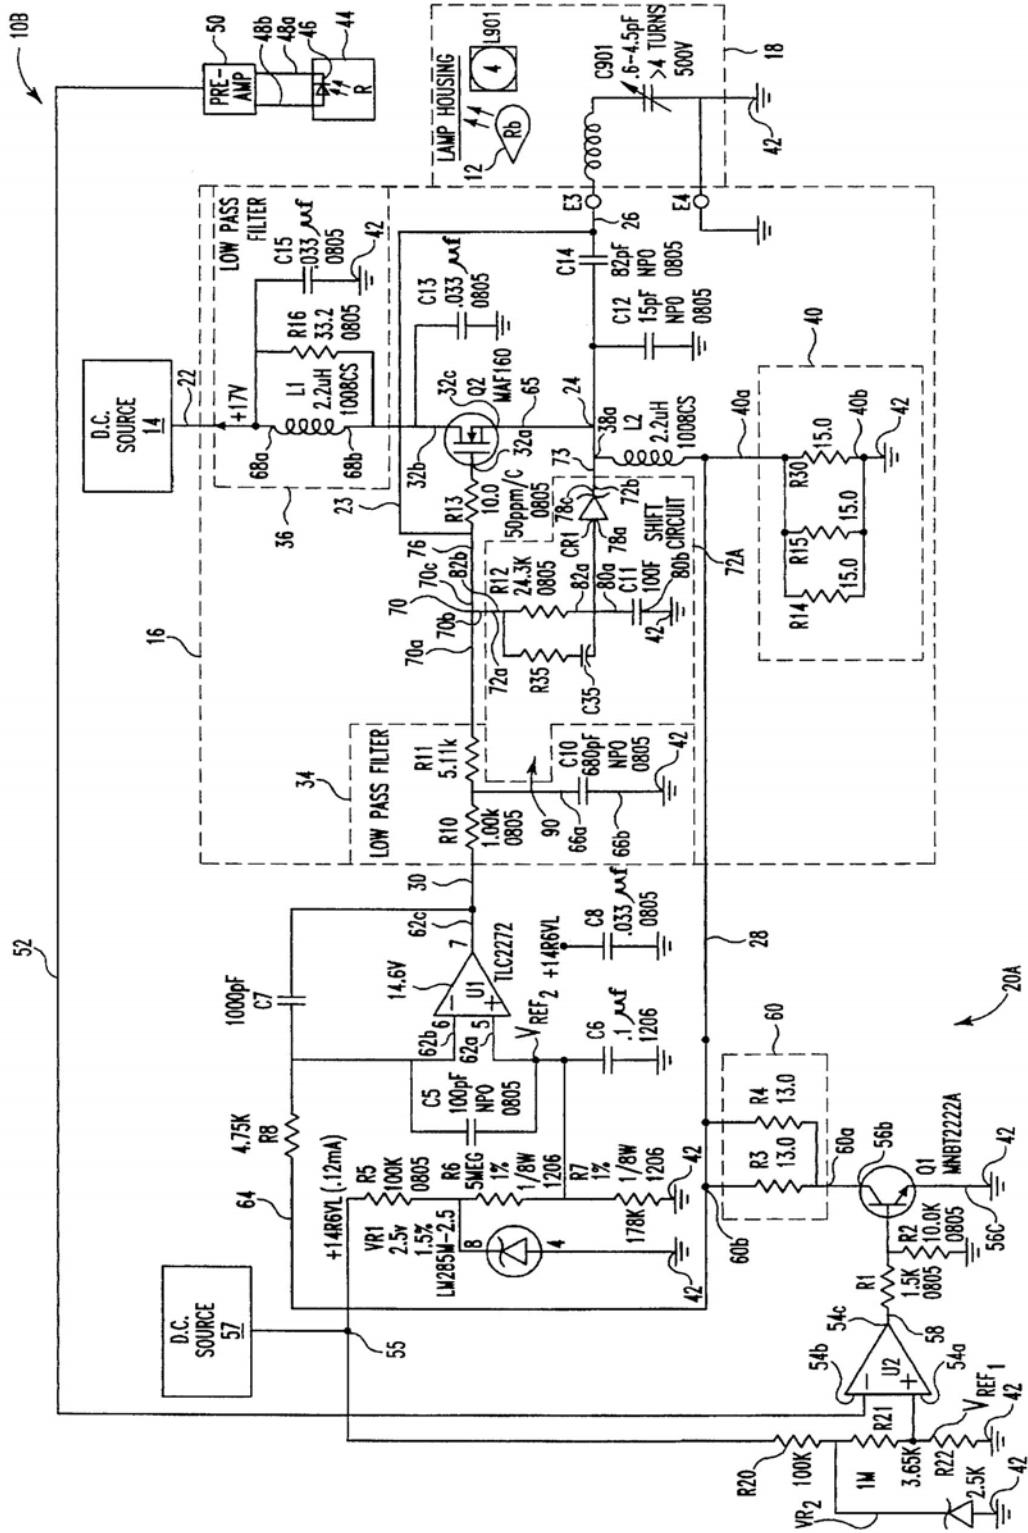 10B
50
48b
48a
46
44
PRE-
AMP
R
52
D.C.
SOURCE
14
22
+17V
16
36
LOW PASS
FILTER
68a
68b
L1
2.2uH
1008CS
R16
33.2
0805
C15
.033 μf
0805
42
LAMP HOUSING
12
Rb
4
L901
C901
.6-4.5pF
>4 TURNS
500V
18
42
E3
E4
26
23
32b
32c
Q2
MAF160
32a
65
C13
.033 μf
0805
C14
82pF
NPO
0805
C12
15pF
NPO
0805
24
38a
73
L2
2.2uH
1008CS
R13
10.0
50ppm/C
0805
76
70c
82b
70
70b
70a
72a
R12
24.3K
0805
82a
80a
C11
100F
80b
42
R35
C35
CR1
78c
78a
72b
SHIFT
CIRCUIT
72A
34
LOW PASS FILTER
R11
5.11k
R10
1.00k
0805
90
C10
680pF
NPO
0805
66a
66b
42
40
40a
40b
R30
15.0
R15
15.0
R14
15.0
42
30
62c
7
14.6V
TLC2272
U1
6
62b
5
62a
1000pF
C7
VREF2
+14R6VL
C8
.033 μf
0805
C6
.1 μf
1206
C5
100pF
NPO
0805
4.75K
R8
64
+14R6VL (.12mA)
R5
100K
0805
R6
5MEG
1%
1/8W
1206
R7
1%
1/8W
1206
178K
42
VR1
2.5v
1.5%
LM285M-2.5
8
4
42
D.C.
SOURCE
57
55
28
20A
60
R4
13.0
R3
13.0
60a
60b
56b
Q1
MNBT2222A
56C
42
R2
10.0K
0805
R1
1.5K
0805
54c
58
54b
54a
U2
VREF1
R20
100K
R21
1M
3.65K
R22
42
VR2
2.5K
42